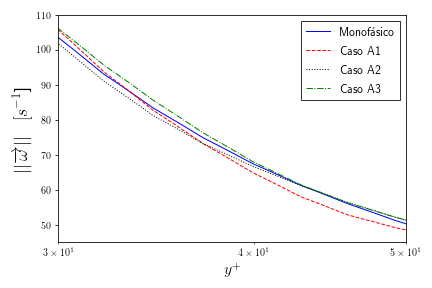 110
100
90
80
70
60
50
||ω⃗|| [s⁻¹]
Monofásico
Caso A1
Caso A2
Caso A3
3 × 10¹
4 × 10¹
5 × 10¹
y⁺